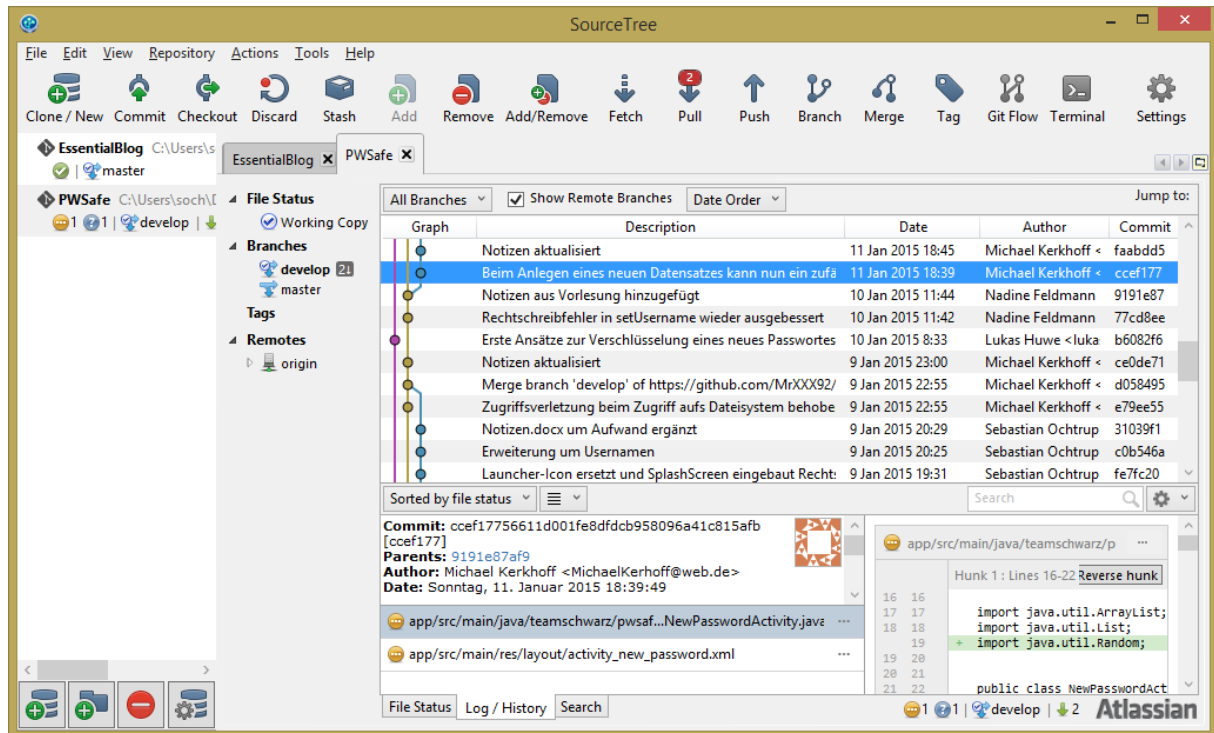 SourceTree
File Edit View Repository Actions Tools Help
2
Clone / New Commit Checkout Discard Stash Add Remove Add/Remove Fetch Pull Push Branch Merge Tag Git Flow Terminal Settings
EssentialBlog C:\Users\s
master
PWSafe C:\Users\soch\
1 1 | develop |
EssentialBlog PWSafe
File Status
Working Copy
Branches
develop 2↓
master
Tags
Remotes
origin
All Branches Show Remote Branches Date Order Jump to:
Graph Description Date Author Commit
Notizen aktualisiert 11 Jan 2015 18:45 Michael Kerkhoff < faabdd5
Beim Anlegen eines neuen Datensatzes kann nun ein zufä 11 Jan 2015 18:39 Michael Kerkhoff < ccef177
Notizen aus Vorlesung hinzugefügt 10 Jan 2015 11:44 Nadine Feldmann 9191e87
Rechtschreibfehler in setUsername wieder ausgebessert 10 Jan 2015 11:42 Nadine Feldmann 77cd8ee
Erste Ansätze zur Verschlüsselung eines neues Passwortes 10 Jan 2015 8:33 Lukas Huwe <luka b6082f6
Notizen aktualisiert 9 Jan 2015 23:00 Michael Kerkhoff < ce0de71
Merge branch 'develop' of https://github.com/MrXXX92/ 9 Jan 2015 22:55 Michael Kerkhoff < d058495
Zugriffsverletzung beim Zugriff aufs Dateisystem behobe 9 Jan 2015 22:55 Michael Kerkhoff < e79ee55
Notizen.docx um Aufwand ergänzt 9 Jan 2015 20:29 Sebastian Ochtrup 31039f1
Erweiterung um Usernamen 9 Jan 2015 20:25 Sebastian Ochtrup c0b546a
Launcher-Icon ersetzt und SplashScreen eingebaut Rechts 9 Jan 2015 19:31 Sebastian Ochtrup fe7fc20
Sorted by file status Search
Commit: ccef17756611d001fe8dfdcb958096a41c815afb
[ccef177]
Parents: 9191e87af9
Author: Michael Kerkhoff <MichaelKerhoff@web.de>
Date: Sonntag, 11. Januar 2015 18:39:49
app/src/main/java/teamschwarz/pwsaf...NewPasswordActivity.java ...
app/src/main/res/layout/activity_new_password.xml ...
app/src/main/java/teamschwarz/p ...
Hunk 1 : Lines 16-22 Reverse hunk
16 16
17 17 import java.util.ArrayList;
18 18 import java.util.List;
19 + import java.util.Random;
19 20
20 21
21 22 public class NewPasswordAct
File Status Log / History Search
1 1 | develop | 2 Atlassian